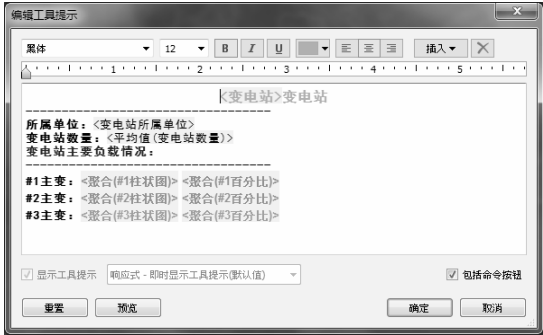 编辑工具提示
黑体 12 B I U 插入
1 2 3 4 5
<变电站>变电站
------------------------------------
所属单位：<变电站所属单位>
变电站数量：<平均值(变电站数量)>
变电站主要负载情况：
------------------------------------
#1主变：<聚合(#1柱状图)> <聚合(#1百分比)>
#2主变：<聚合(#2柱状图)> <聚合(#2百分比)>
#3主变：<聚合(#3柱状图)> <聚合(#3百分比)>
显示工具提示 响应式 - 即时显示工具提示(默认值) 包括命令按钮
重置 预览 确定 取消